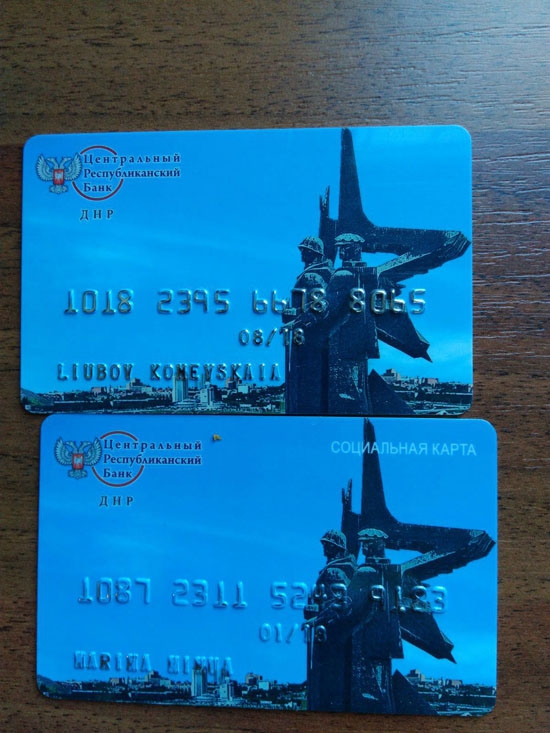 Центральный
Республиканский
Банк
ДНР
1018 2395 6678 8065
08/18
LIUBOV
Центральный
Республиканский
Банк
ДНР
СОЦИАЛЬНАЯ КАРТА
1087 2311
01/18
MARINA